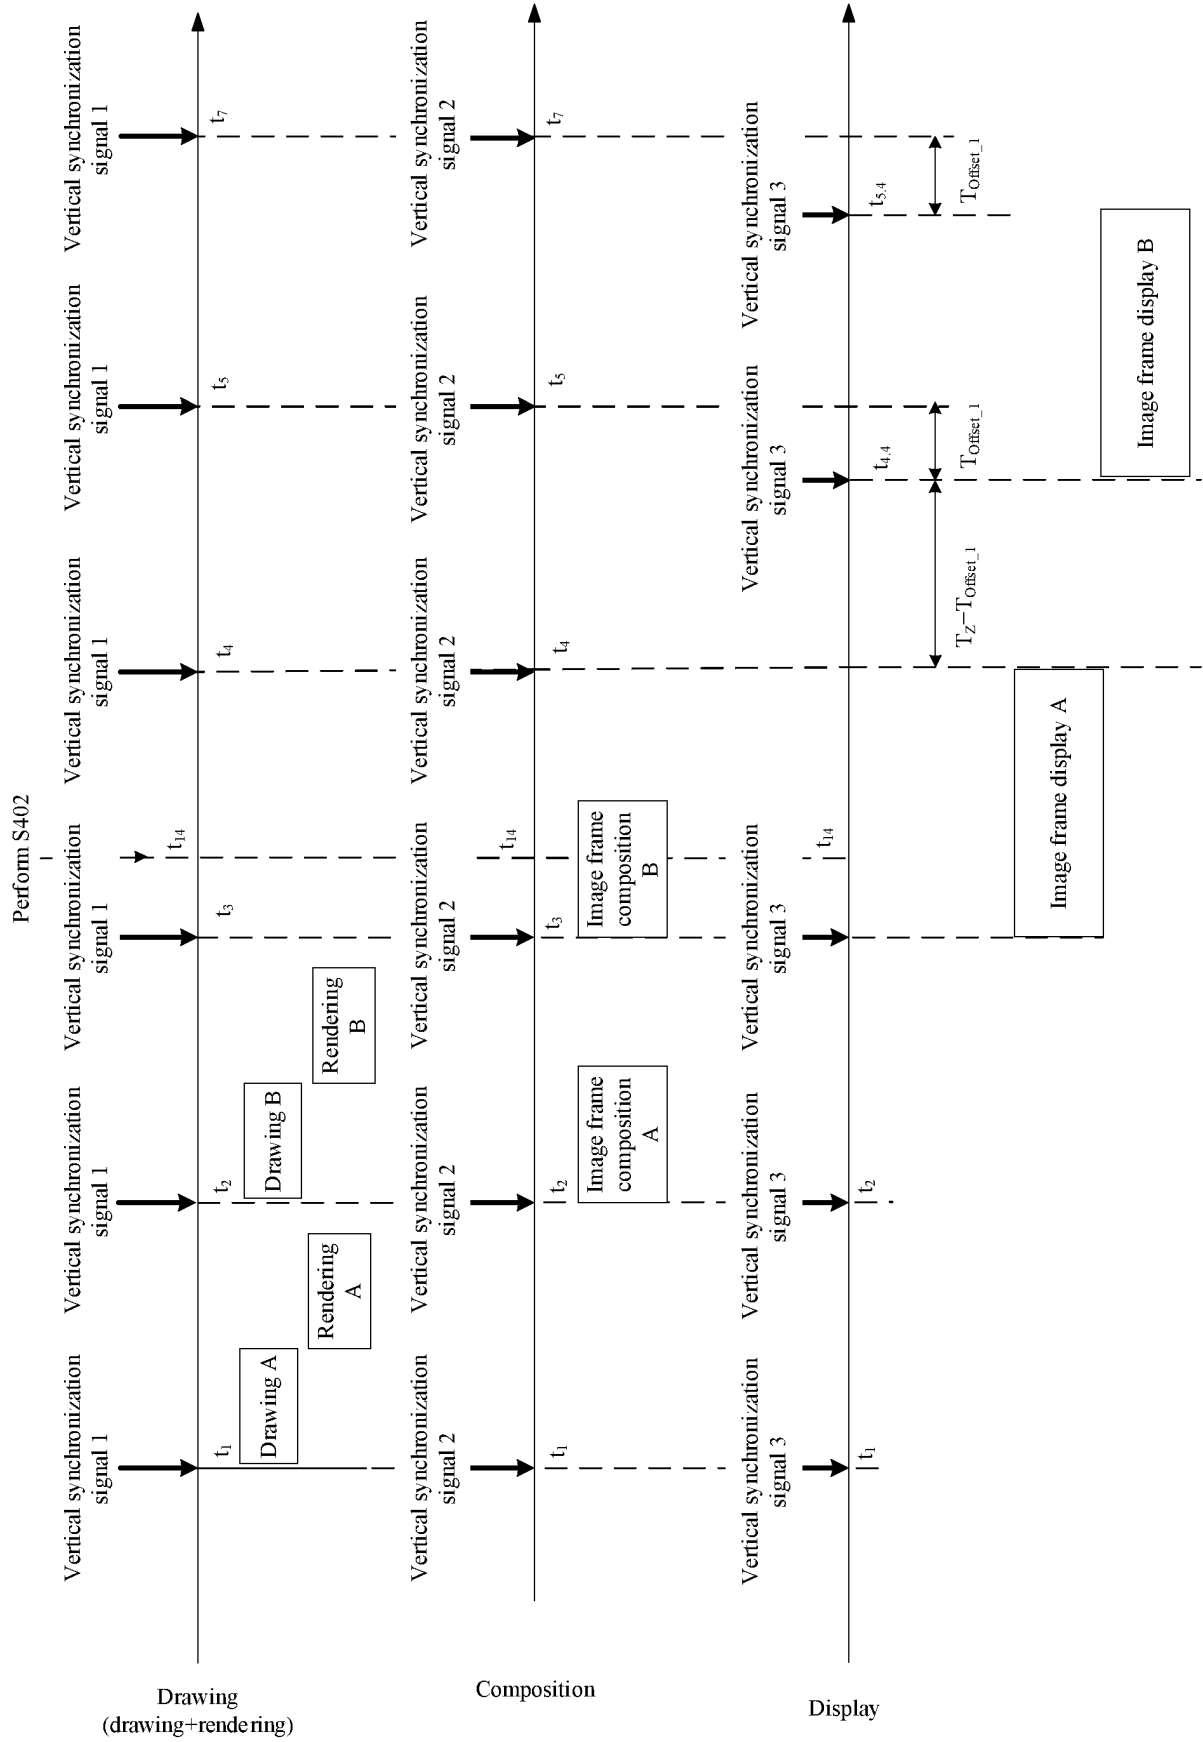 Perform S402
Vertical synchronization
signal 1
t1
Vertical synchronization
signal 1
t2
Vertical synchronization
signal 1
t3
t14
Vertical synchronization
signal 1
t4
Vertical synchronization
signal 1
t5
Vertical synchronization
signal 1
t7
Drawing A
Rendering
A
Drawing B
Rendering
B
Drawing
(drawing+rendering)
Vertical synchronization
signal 2
t1
Vertical synchronization
signal 2
t2
Vertical synchronization
signal 2
t3
t14
Vertical synchronization
signal 2
t4
Vertical synchronization
signal 2
t5
Vertical synchronization
signal 2
t7
Image frame
composition
A
Image frame
composition
B
Composition
Vertical synchronization
signal 3
t1
Vertical synchronization
signal 3
t2
Vertical synchronization
signal 3
t14
Vertical synchronization
signal 3
t4.4
Vertical synchronization
signal 3
t5.4
TZ−TOffset_1
TOffset_1
TOffset_1
Image frame display A
Image frame display B
Display